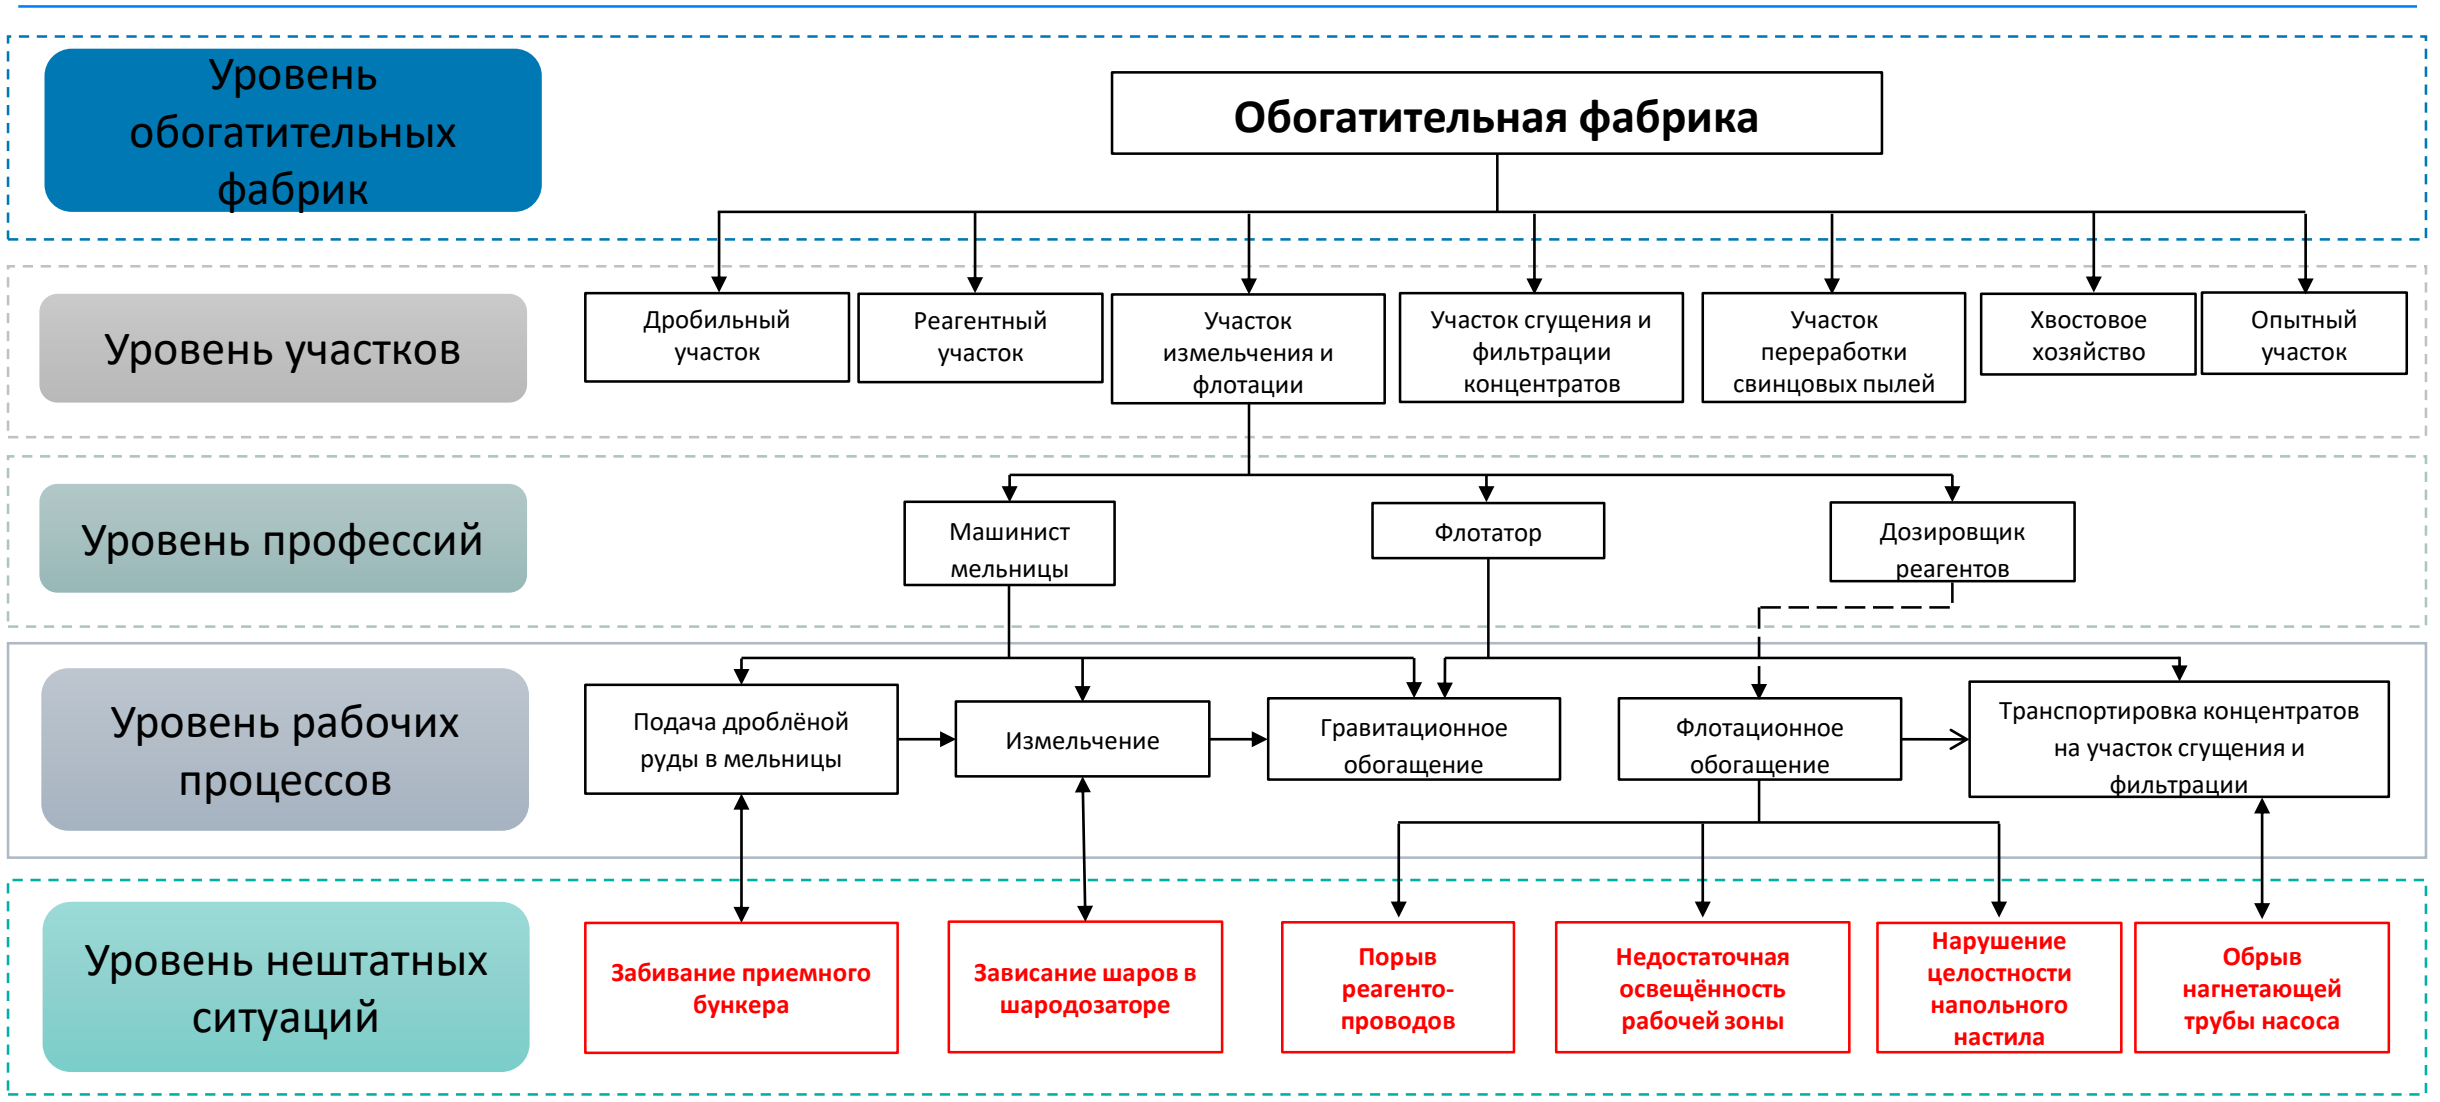 Уровень
обогатительных
фабрик
Обогатительная фабрика
Уровень участков
Дробильный
участок
Реагентный
участок
Участок
измельчения и
флотации
Участок сгущения и
фильтрации
концентратов
Участок
переработки
свинцовых пылей
Хвостовое
хозяйство
Опытный
участок
Уровень профессий
Машинист
мельницы
Флотатор
Дозировщик
реагентов
Уровень рабочих
процессов
Подача дроблёной
руды в мельницы
Измельчение
Гравитационное
обогащение
Флотационное
обогащение
Транспортировка концентратов
на участок сгущения и
фильтрации
Уровень нештатных
ситуаций
Забивание приемного
бункера
Зависание шаров в
шародозаторе
Порыв
реагенто-
проводов
Недостаточная
освещённость
рабочей зоны
Нарушение
целостности
напольного
настила
Обрыв
нагнетающей
трубы насоса